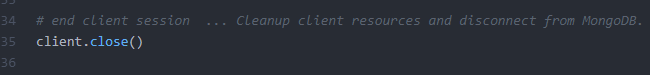 34 # end client session  ... Cleanup client resources and disconnect from MongoDB.
35 client.close()
36